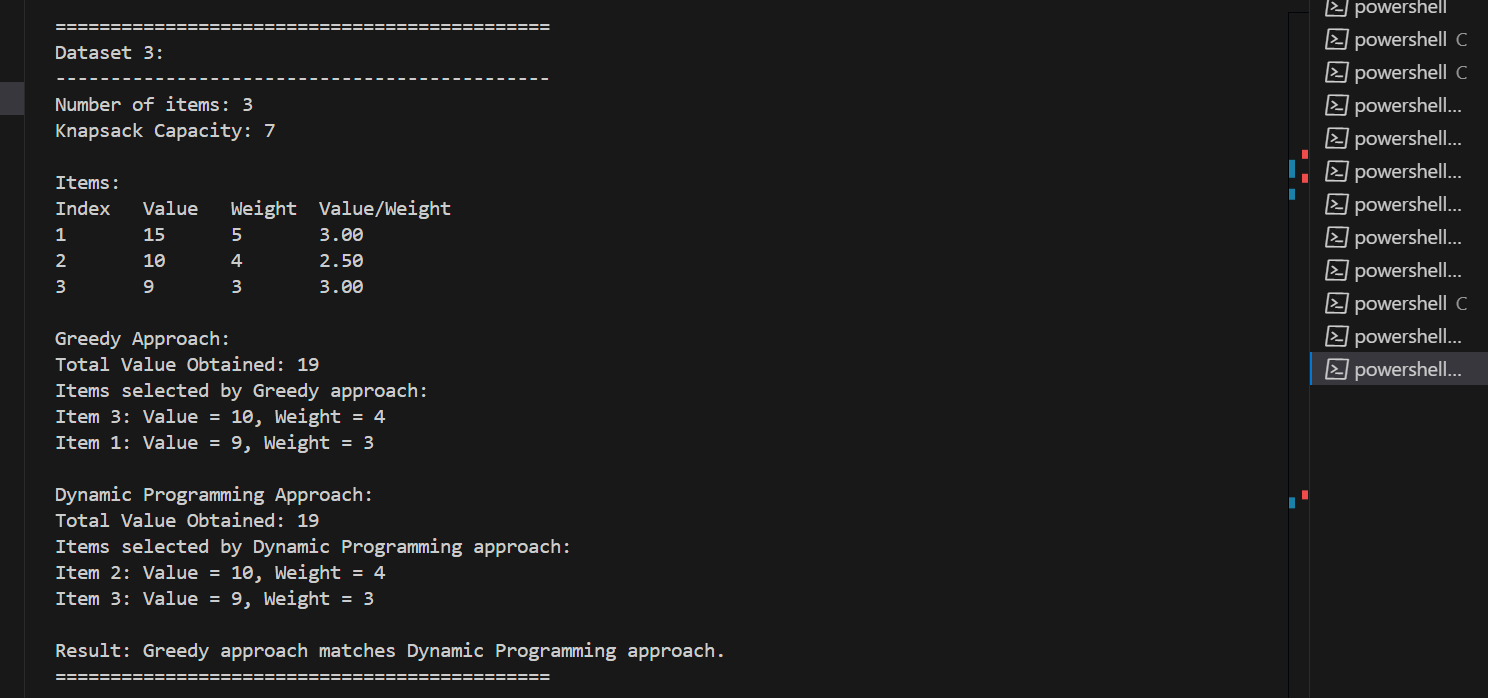 =============================================
Dataset 3:
---------------------------------------------
Number of items: 3
Knapsack Capacity: 7
Items:
Index Value Weight Value/Weight
1 15 5 3.00
2 10 4 2.50
3 9 3 3.00
Greedy Approach:
Total Value Obtained: 19
Items selected by Greedy approach:
Item 3: Value = 10, Weight = 4
Item 1: Value = 9, Weight = 3
Dynamic Programming Approach:
Total Value Obtained: 19
Items selected by Dynamic Programming approach:
Item 2: Value = 10, Weight = 4
Item 3: Value = 9, Weight = 3
Result: Greedy approach matches Dynamic Programming approach.
=============================================
powershell
powershell C
powershell C
powershell...
powershell...
powershell...
powershell...
powershell...
powershell...
powershell C
powershell...
powershell...